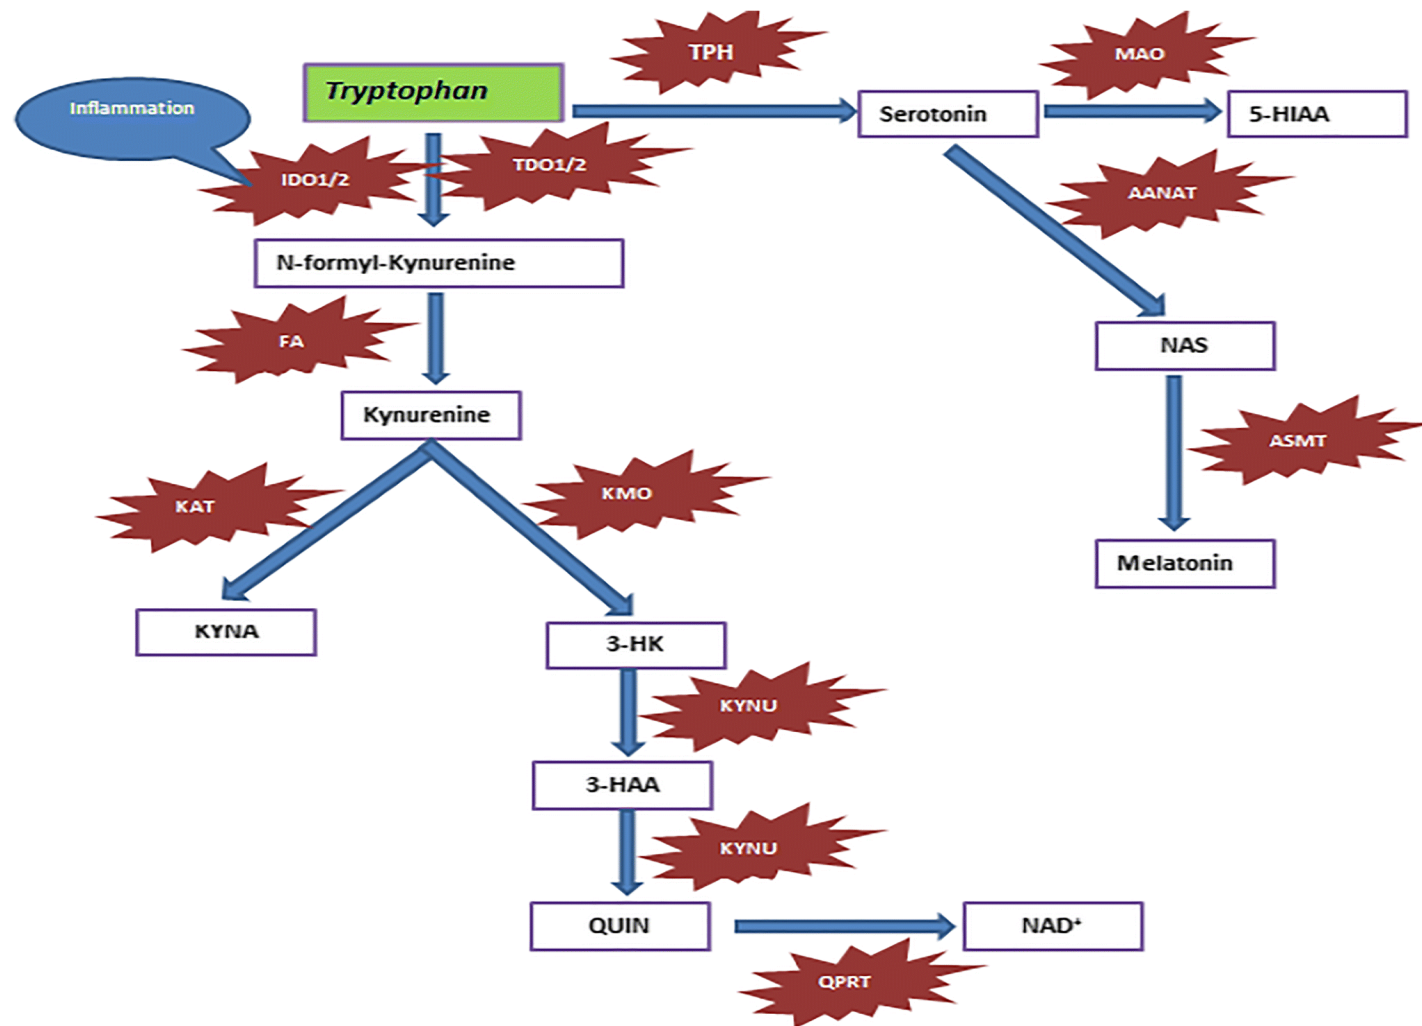 TPH
MAO
Tryptophan
Inflammation
Serotonin
5-HIAA
IDO1/2
TDO1/2
AANAT
N-formyl-Kynurenine
FA
NAS
Kynurenine
ASMT
KAT
KMO
Melatonin
KYNA
3-HK
KYNU
3-HAA
KYNU
QUIN
NAD⁺
QPRT